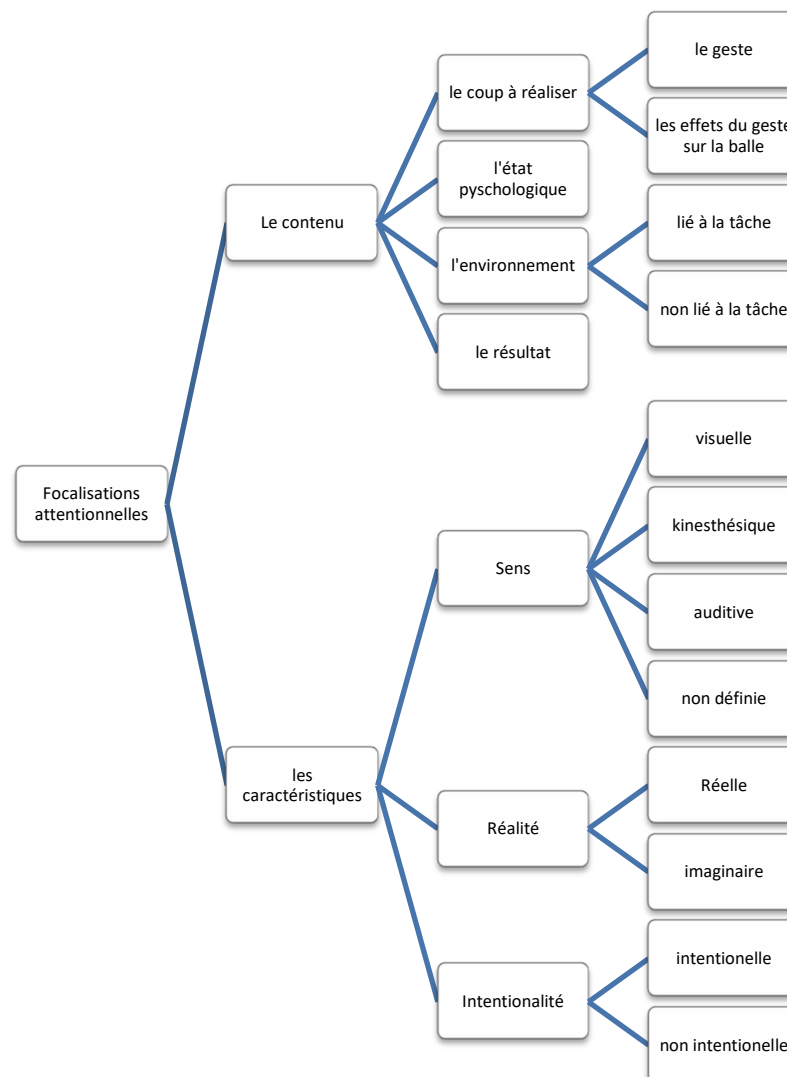 le geste
le coup à réaliser
les effets du geste
sur la balle
l'état
pyschologique
Le contenu
lié à la tâche
l'environnement
non lié à la tâche
le résultat
visuelle
Focalisations
attentionnelles
kinesthésique
Sens
auditive
non définie
les
caractéristiques
Réelle
Réalité
imaginaire
intentionelle
Intentionalité
non intentionelle